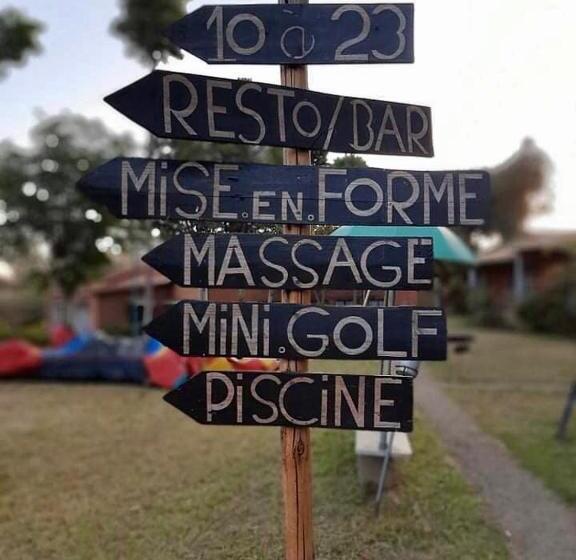 10 a 23
RESTO/BAR
MiSE.EN.FORME
MASSAGE
MiNi.GOLF
PiSCiNE